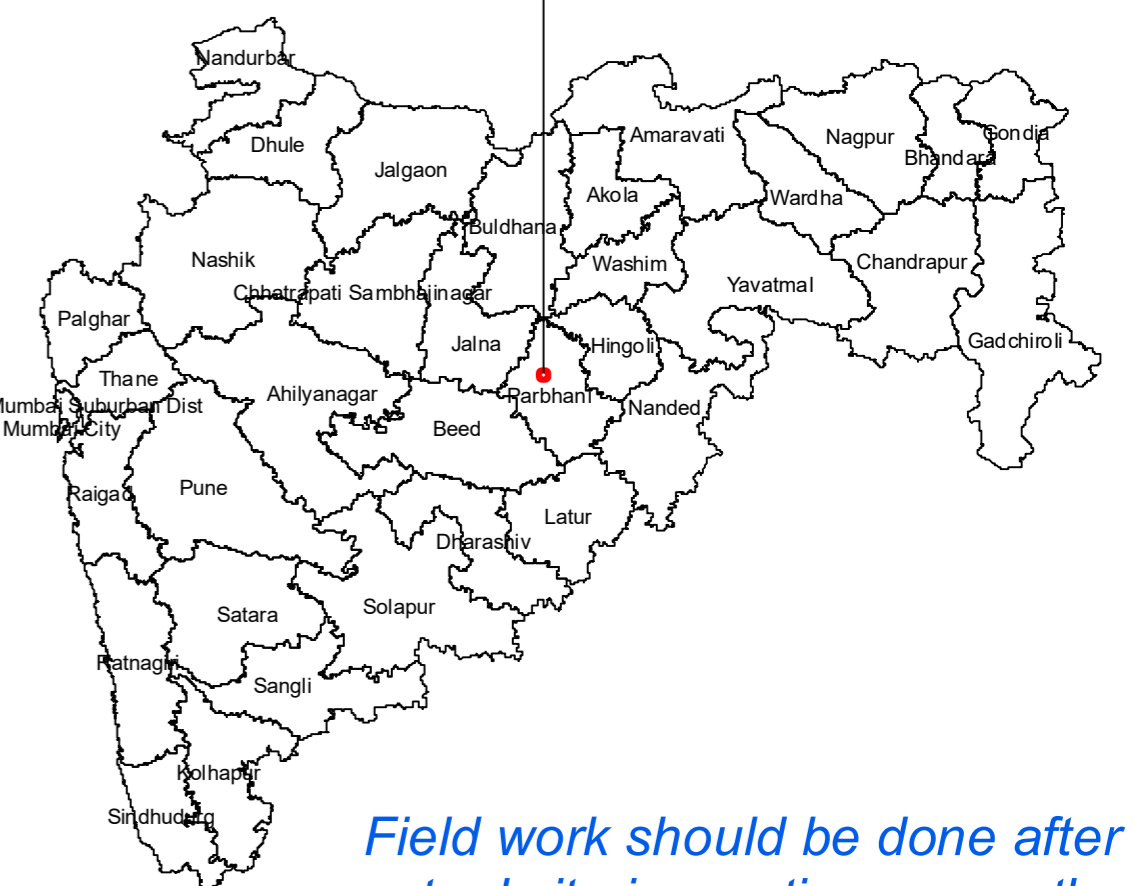 Nandurbar
Dhule
Jalgaon
Amaravati
Nagpur
Gondia
Bhandara
Akola
Wardha
Buldhana
Nashik
Washim
Chandrapur
Chhatrapati Sambhajinagar
Yavatmal
Palghar
Jalna
Hingoli
Gadchiroli
Thane
Ahilyanagar
Parbhani
Mumbai Suburban Dist
Nanded
Mumbai City
Beed
Raigad
Pune
Latur
Dharashiv
Satara
Solapur
Ratnagiri
Sangli
Kolhapur
Sindhudurg
Field work should be done after